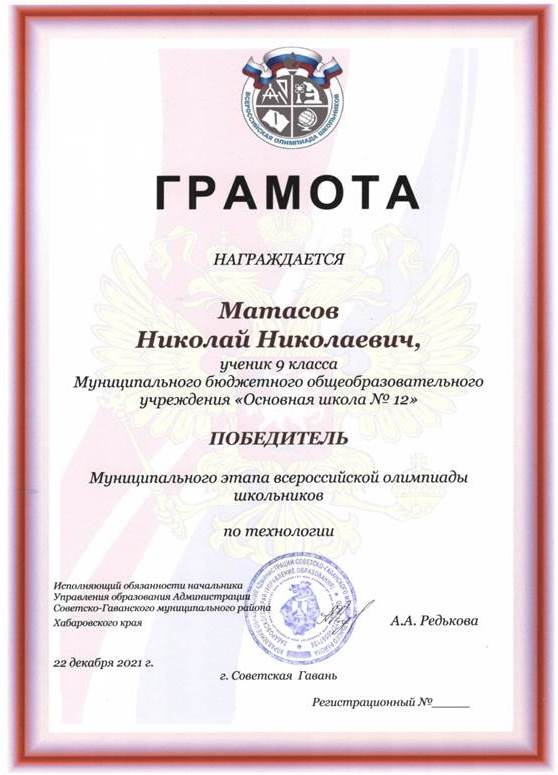 ВСЕРОССИЙСКАЯ ОЛИМПИАДА ШКОЛЬНИКОВ
ГРАМОТА
НАГРАЖДАЕТСЯ
Матасов
Николай Николаевич,
ученик 9 класса
Муниципального бюджетного общеобразовательного
учреждения «Основная школа № 12»
ПОБЕДИТЕЛЬ
Муниципального этапа всероссийской олимпиады
школьников
по технологии
Исполняющий обязанности начальника
Управления образования Администрации
Советско-Гаванского муниципального района
Хабаровского края
А.А. Редькова
22 декабря 2021 г.
г. Советская Гавань
Регистрационный №______